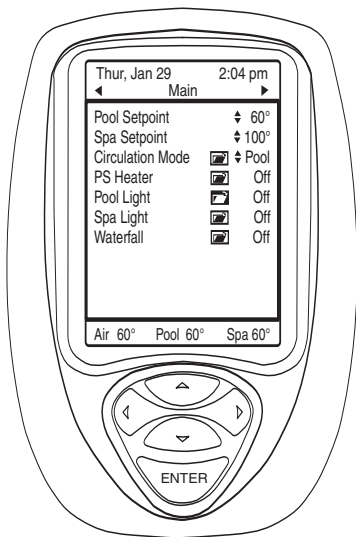 Thur, Jan 29 2:04 pm
Main
Pool Setpoint 60°
Spa Setpoint 100°
Circulation Mode Pool
PS Heater Off
Pool Light Off
Spa Light Off
Waterfall Off
Air 60° Pool 60° Spa 60°
ENTER